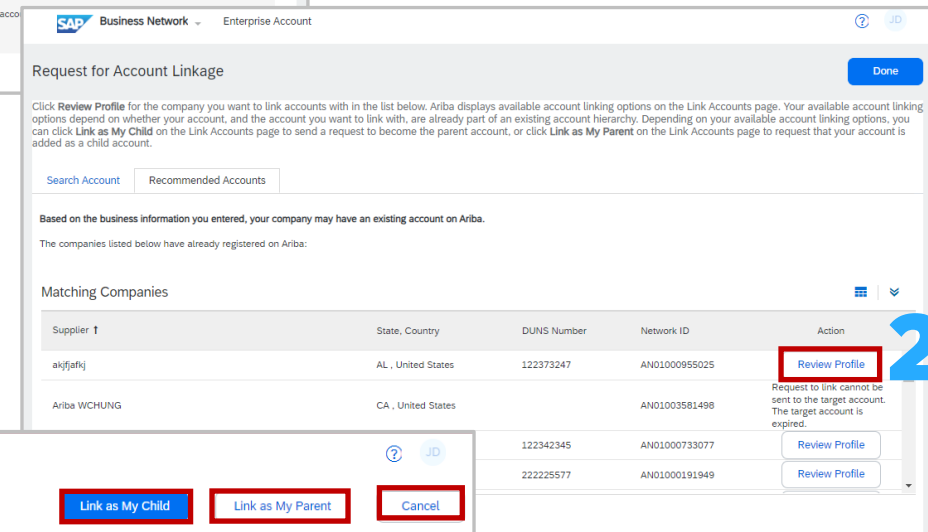 acco
SAP Business Network Enterprise Account
? JD
Request for Account Linkage
Done
Click Review Profile for the company you want to link accounts with in the list below. Ariba displays available account linking options on the Link Accounts page. Your available account linking
options depend on whether your account, and the account you want to link with, are already part of an existing account hierarchy. Depending on your available account linking options, you
can click Link as My Child on the Link Accounts page to send a request to become the parent account, or click Link as My Parent on the Link Accounts page to request that your account is
added as a child account.
Search Account Recommended Accounts
Based on the business information you entered, your company may have an existing account on Ariba.
The companies listed below have already registered on Ariba:
Matching Companies
Supplier ↑ State, Country DUNS Number Network ID Action
akjfjafkj AL , United States 122373247 AN01000955025 Review Profile
2
Ariba WCHUNG CA , United States AN01003581498
Request to link cannot be
sent to the target account.
The target account is
expired.
122342345 AN01000733077 Review Profile
222225577 AN01000191949 Review Profile
? JD
Link as My Child Link as My Parent Cancel